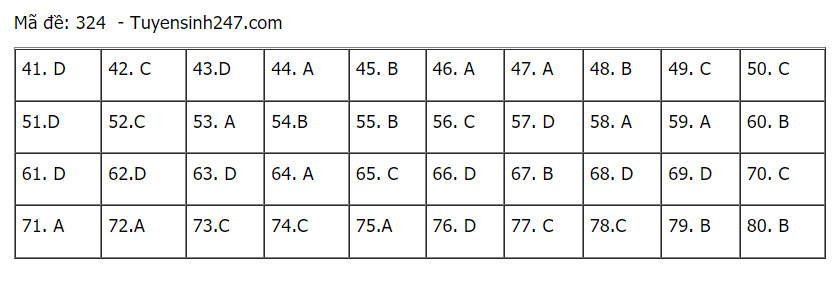 Mã đề: 324 - Tuyensinh247.com
41. D 42. C 43.D 44. A 45. B 46. A 47. A 48. B 49. C 50. C
51.D 52.C 53. A 54.B 55. B 56. C 57. D 58. A 59. A 60. B
61. D 62.D 63. D 64. A 65. C 66. D 67. B 68. D 69. D 70. C
71. A 72.A 73.C 74.C 75.A 76. D 77. C 78.C 79. B 80. B